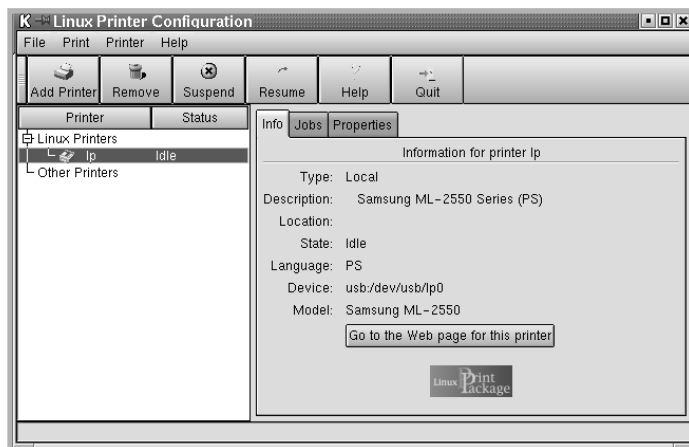 K Linux Printer Configuration
File Print Printer Help
Add Printer Remove Suspend Resume Help Quit
Printer Status
Linux Printers
lp Idle
Other Printers
Info Jobs Properties
Information for printer lp
Type: Local
Description: Samsung ML-2550 Series (PS)
Location:
State: Idle
Language: PS
Device: usb:/dev/usb/lp0
Model: Samsung ML-2550
Go to the Web page for this printer
Linux Print Package